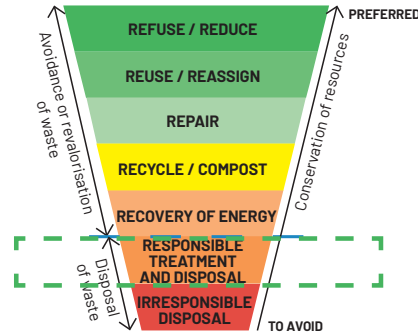 PREFERRED
REFUSE / REDUCE
REUSE / REASSIGN
REPAIR
RECYCLE / COMPOST
RECOVERY OF ENERGY
RESPONSIBLE
TREATMENT
AND DISPOSAL
IRRESPONSIBLE
DISPOSAL
TO AVOID
Avoidance or revalorisation
of waste
Disposal
of waste
Conservation of resources